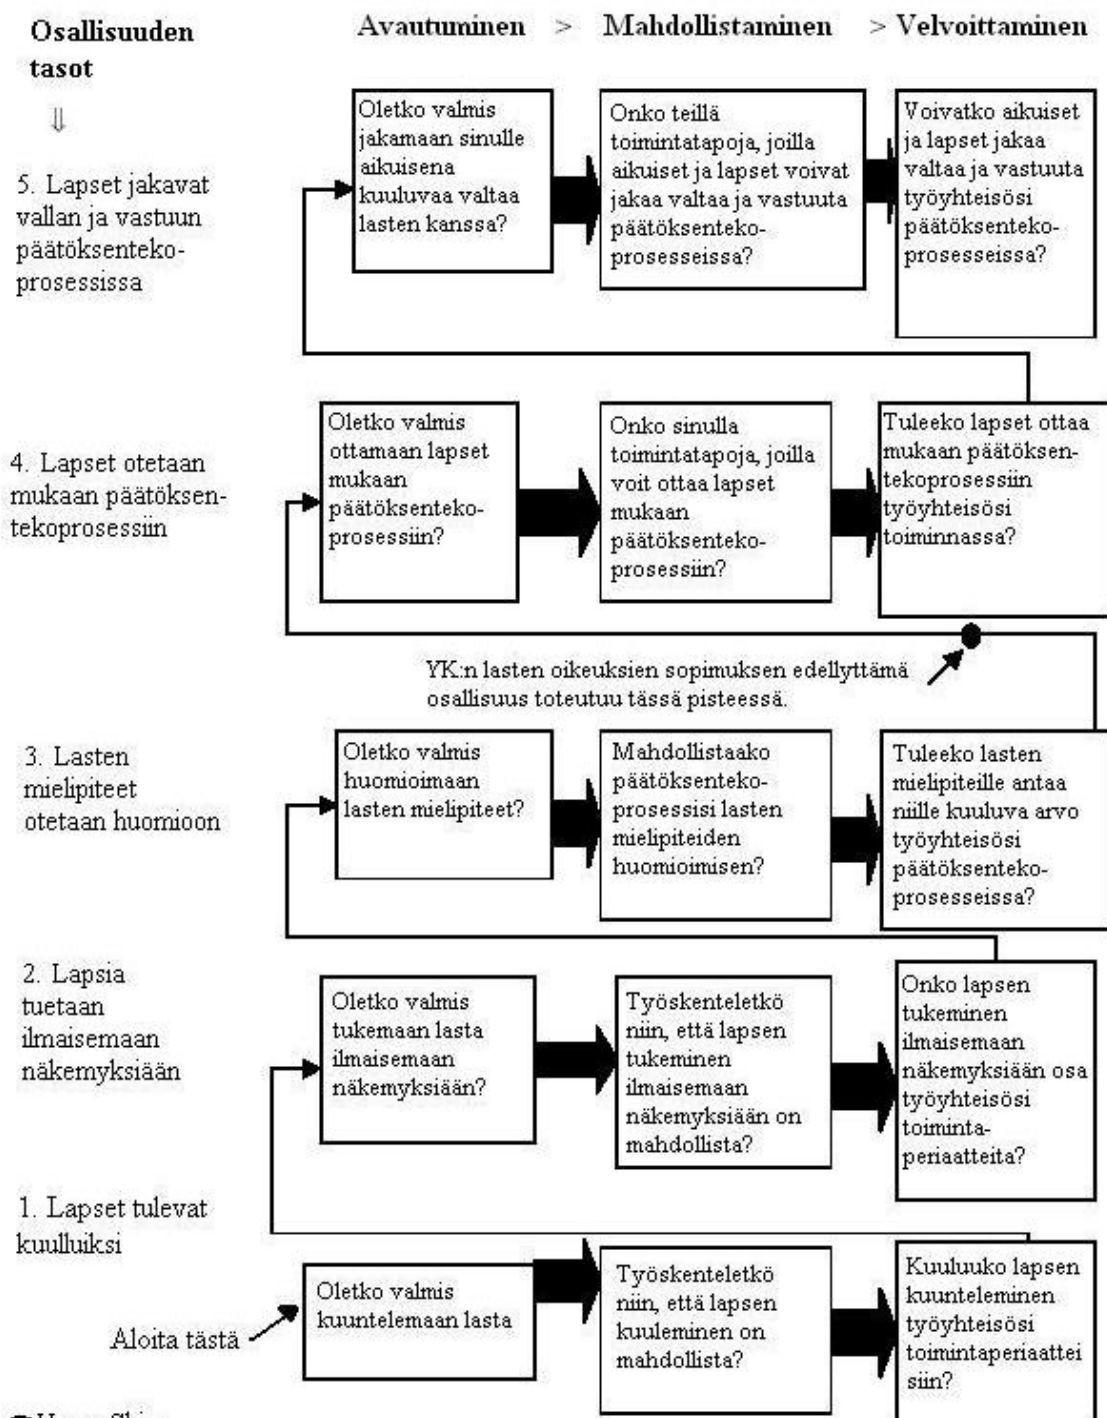 Osallisuuden
tasot
⇓
Avautuminen > Mahdollistaminen > Velvoittaminen
5. Lapset jakavat
vallan ja vastuun
päätöksenteko-
prosessissa
Oletko valmis
jakamaan sinulle
aikuisena
kuuluvaa valtaa
lasten kanssa?
Onko teillä
toimintatapoja, joilla
aikuiset ja lapset voivat
jakaa valtaa ja vastuuta
päätöksenteko-
prosesseissa?
Voivatko aikuiset
ja lapset jakaa
valtaa ja vastuuta
työyhteisösi
päätöksenteko-
prosesseissa?
4. Lapset otetaan
mukaan päätöksen-
tekoprosessiin
Oletko valmis
ottamaan lapset
mukaan
päätöksenteko-
prosessiin?
Onko sinulla
toimintatapoja, joilla
voit ottaa lapset
mukaan
päätöksenteko-
prosessiin?
Tuleeko lapset ottaa
mukaan päätöksen-
tekoprosessiin
työyhteisösi
toiminnassa?
YK:n lasten oikeuksien sopimuksen edellyttämä
osallisuus toteutuu tässä pisteessä.
3. Lasten
mielipiteet
otetaan huomioon
Oletko valmis
huomioimaan
lasten mielipiteet?
Mahdollistaako
päätöksenteko-
prosessisi lasten
mielipiteiden
huomioimisen?
Tuleeko lasten
mielipiteille antaa
niille kuuluva arvo
työyhteisösi
päätöksenteko-
prosesseissa?
2. Lapsia
tuetaan
ilmaisemaan
näkemyksiään
Oletko valmis
tukemaan lasta
ilmaisemaan
näkemyksiään?
Työskenteletkö
niin, että lapsen
tukeminen
ilmaisemaan
näkemyksiään on
mahdollista?
Onko lapsen
tukeminen
ilmaisemaan
näkemyksiään osa
työyhteisösi
toiminta-
periaatteita?
1. Lapset tulevat
kuulluiksi
Aloita tästä
Oletko valmis
kuuntelemaan lasta
Työskenteletkö
niin, että lapsen
kuuleminen on
mahdollista?
Kuuluuko lapsen
kuunteleminen
työyhteisösi
toimintaperiaattei
siin?